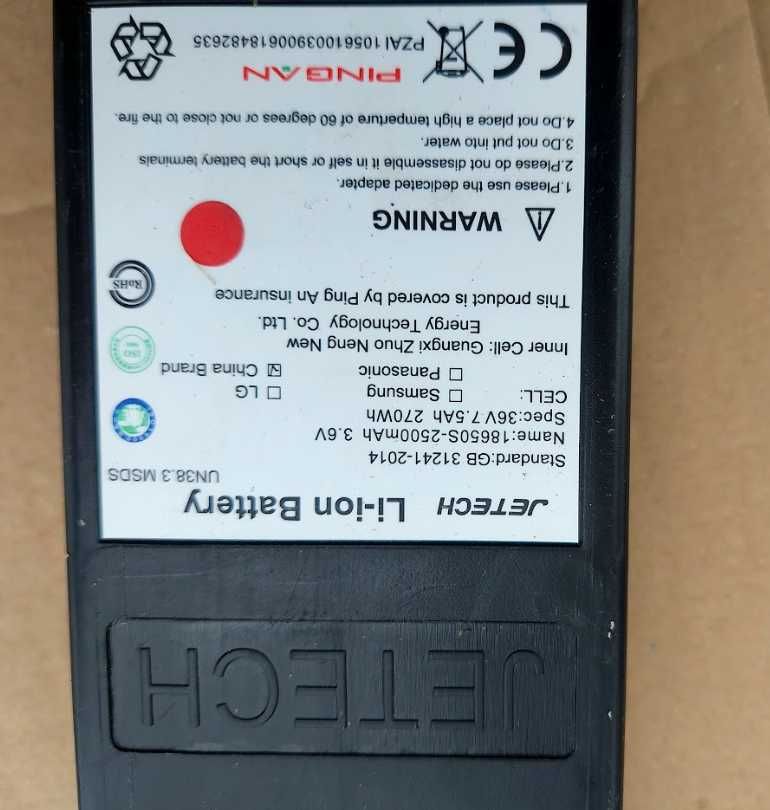 JETECH
JETECH Li-ion Battery
UN38.3 MSDS
Standard:GB 31241-2014
Name:18650S-2500mAh 3.6V
Spec:36V7.5Ah 270Wh
CELL: ☐ Samsung ☐ LG
☐ Panasonic ☑ China Brand
Inner Cell: Guangxi Zhuo Neng New
Energy Technology Co. Ltd.
This product is covered by Ping An insurance
RoHS
WARNING
1.Please use the dedicated adapter.
2.Please do not disassemble it in self or short the battery terminals
3.Do not put into water.
4.Do not place a high temperture of 60 degrees or not close to the fire.
PINGAN
CE
PZAI 10561003900618482635